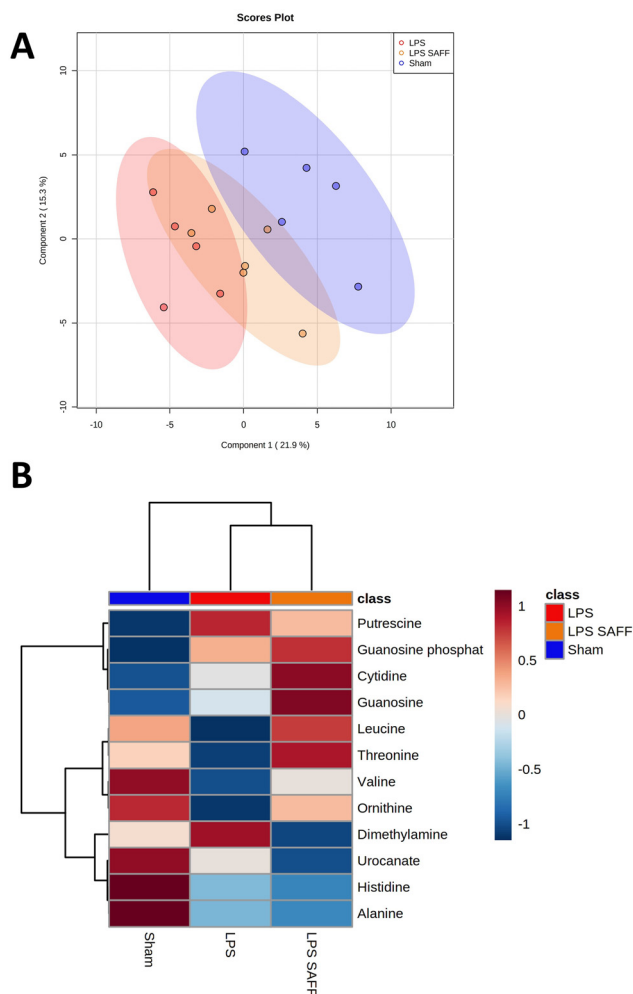 Scores Plot
A
LPS
LPS SAFF
Sham
Component 2 ( 15.3 %)
10
5
0
-5
-10
-10
-5
0
5
10
Component 1 ( 21.9 %)
B
class
Putrescine
Guanosine phosphat
Cytidine
Guanosine
Leucine
Threonine
Valine
Ornithine
Dimethylamine
Urocanate
Histidine
Alanine
Sham
LPS
LPS SAFF
1
0.5
0
-0.5
-1
class
LPS
LPS SAFF
Sham